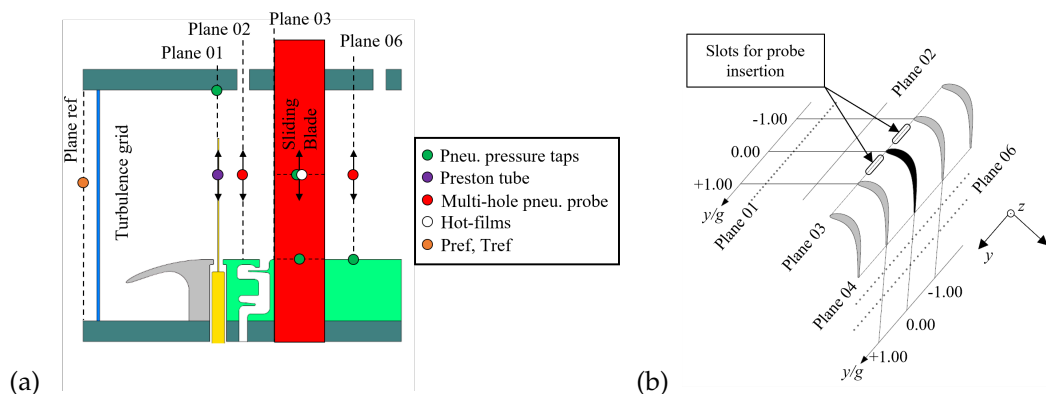 Plane 03
Plane 02
Plane 01
Plane 06
Plane ref
Turbulence grid
Sliding
Blade
Pneu. pressure taps
Preston tube
Multi-hole pneu. probe
Hot-films
Pref, Tref
(a)
Slots for probe
insertion
Plane 02
-1.00
0.00
+1.00
y/g
Plane 01
Plane 03
Plane 04
Plane 06
z
y
-1.00
0.00
+1.00
y/g
(b)